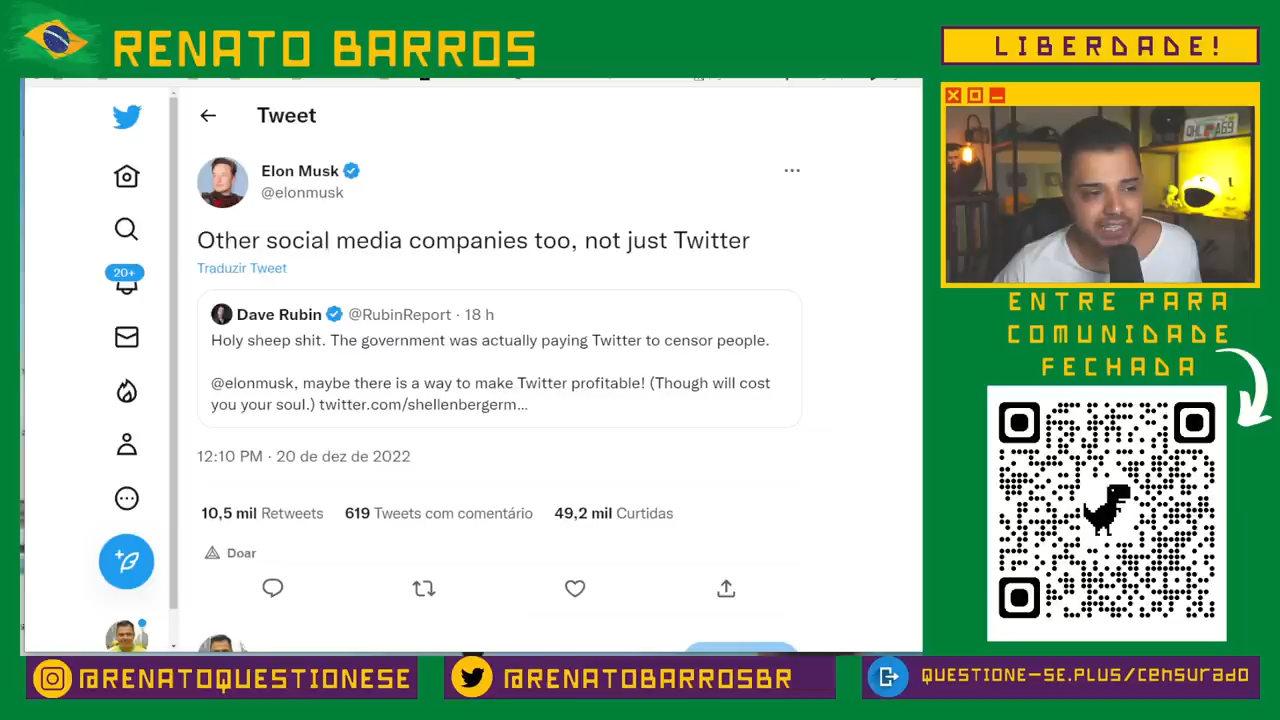 RENATO BARROS
LIBERDADE!
Tweet
Elon Musk
@elonmusk
Other social media companies too, not just Twitter
Traduzir Tweet
20+
Dave Rubin @RubinReport · 18 h
Holy sheep shit. The government was actually paying Twitter to censor people.
@elonmusk, maybe there is a way to make Twitter profitable! (Though will cost
you your soul.) twitter.com/shellenbergerm...
12:10 PM · 20 de dez de 2022
10,5 mil Retweets 619 Tweets com comentário 49,2 mil Curtidas
Doar
ENTRE PARA
COMUNIDADE
FECHADA
@RENATOQUESTIONESE
@RENATOBARROSBR
QUESTIONE-SE.PLUS/censurado